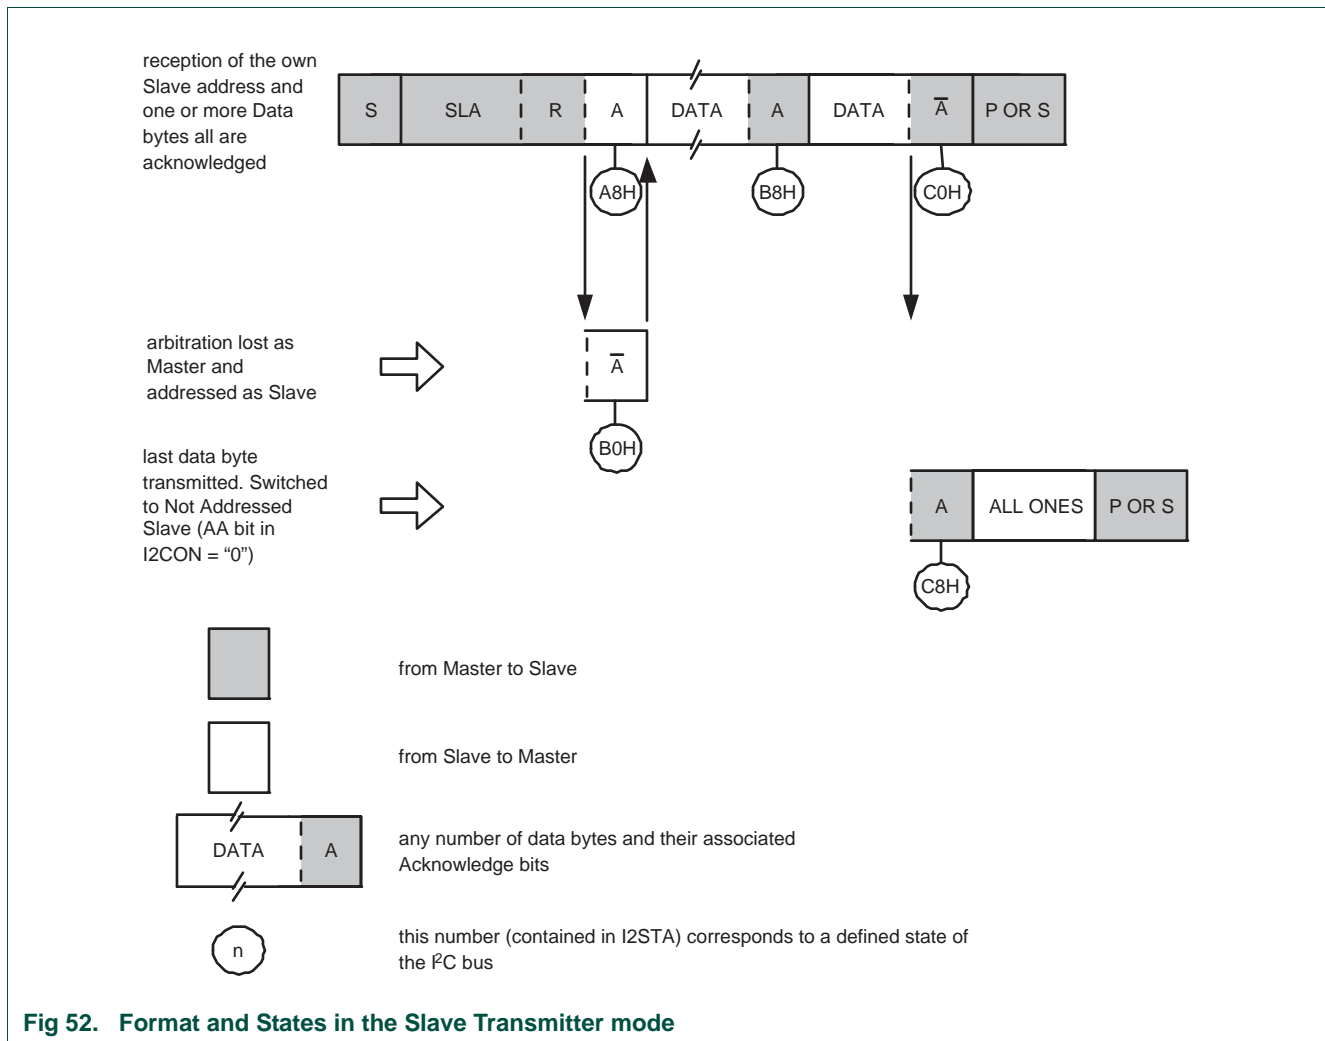 reception of the own
Slave address and
one or more Data
bytes all are
acknowledged
S SLA R A DATA A DATA A̅ P OR S
A8H B8H C0H
arbitration lost as
Master and
addressed as Slave
A̅
B0H
last data byte
transmitted. Switched
to Not Addressed
Slave (AA bit in
I2CON = “0”)
A ALL ONES P OR S
C8H
from Master to Slave
from Slave to Master
DATA A
any number of data bytes and their associated
Acknowledge bits
n
this number (contained in I2STA) corresponds to a defined state of
the I²C bus
Fig 52. Format and States in the Slave Transmitter mode